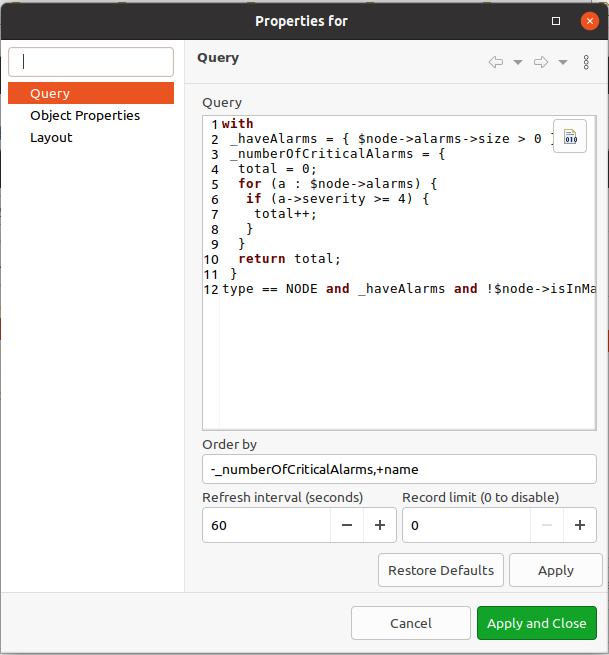 Properties for
Query
Query
Object Properties
Layout
Query
1 with
2  _haveAlarms = { $node->alarms->size > 0 }
3  _numberOfCriticalAlarms = {
4   total = 0;
5   for (a : $node->alarms) {
6    if (a->severity >= 4) {
7     total++;
8    }
9   }
10   return total;
11  }
12 type == NODE and _haveAlarms and !$node->isInMa
Order by
-_numberOfCriticalAlarms,+name
Refresh interval (seconds)
Record limit (0 to disable)
60
0
Restore Defaults
Apply
Cancel
Apply and Close